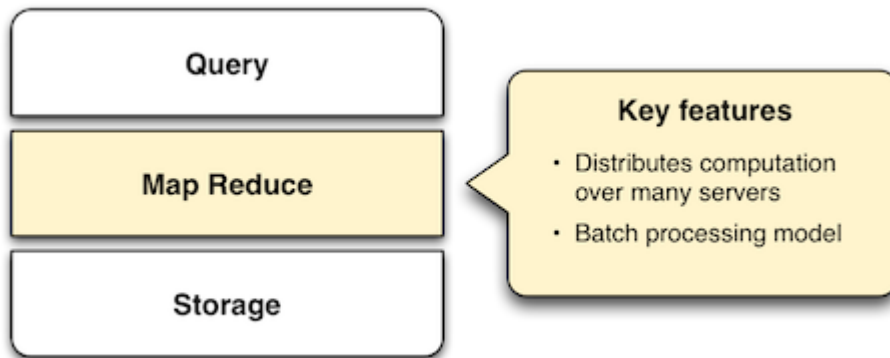 Query
Map Reduce
Storage
Key features
• Distributes computation
over many servers
• Batch processing model